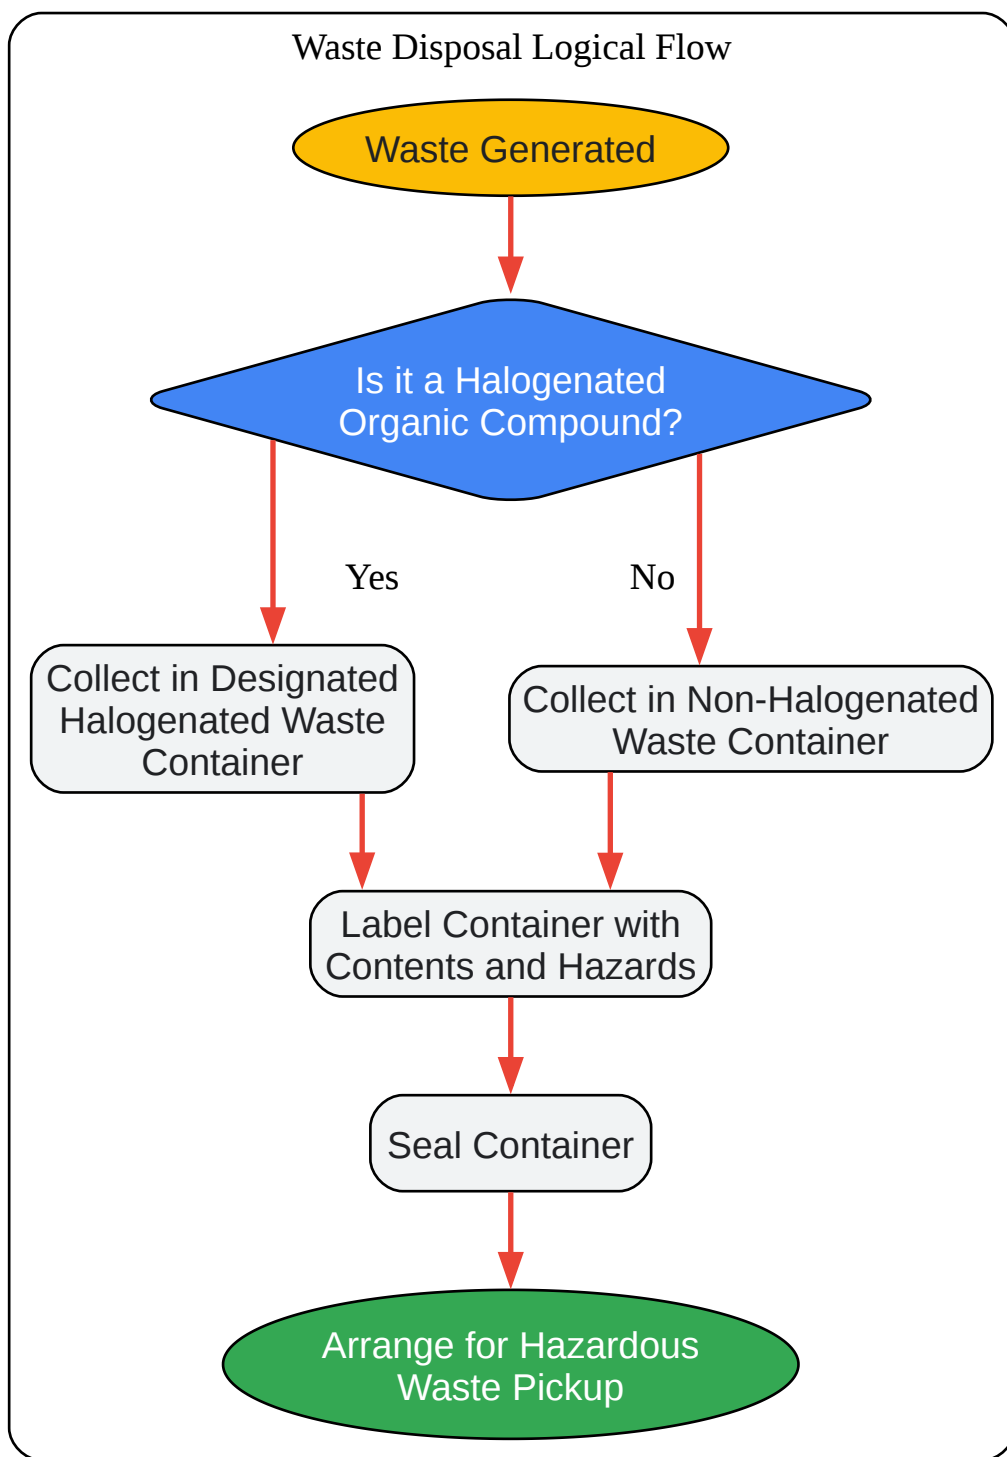 Waste Disposal Logical Flow
Waste Generated
Is it a Halogenated
Organic Compound?
Yes
No
Collect in Designated
Halogenated Waste
Container
Collect in Non-Halogenated
Waste Container
Label Container with
Contents and Hazards
Seal Container
Arrange for Hazardous
Waste Pickup